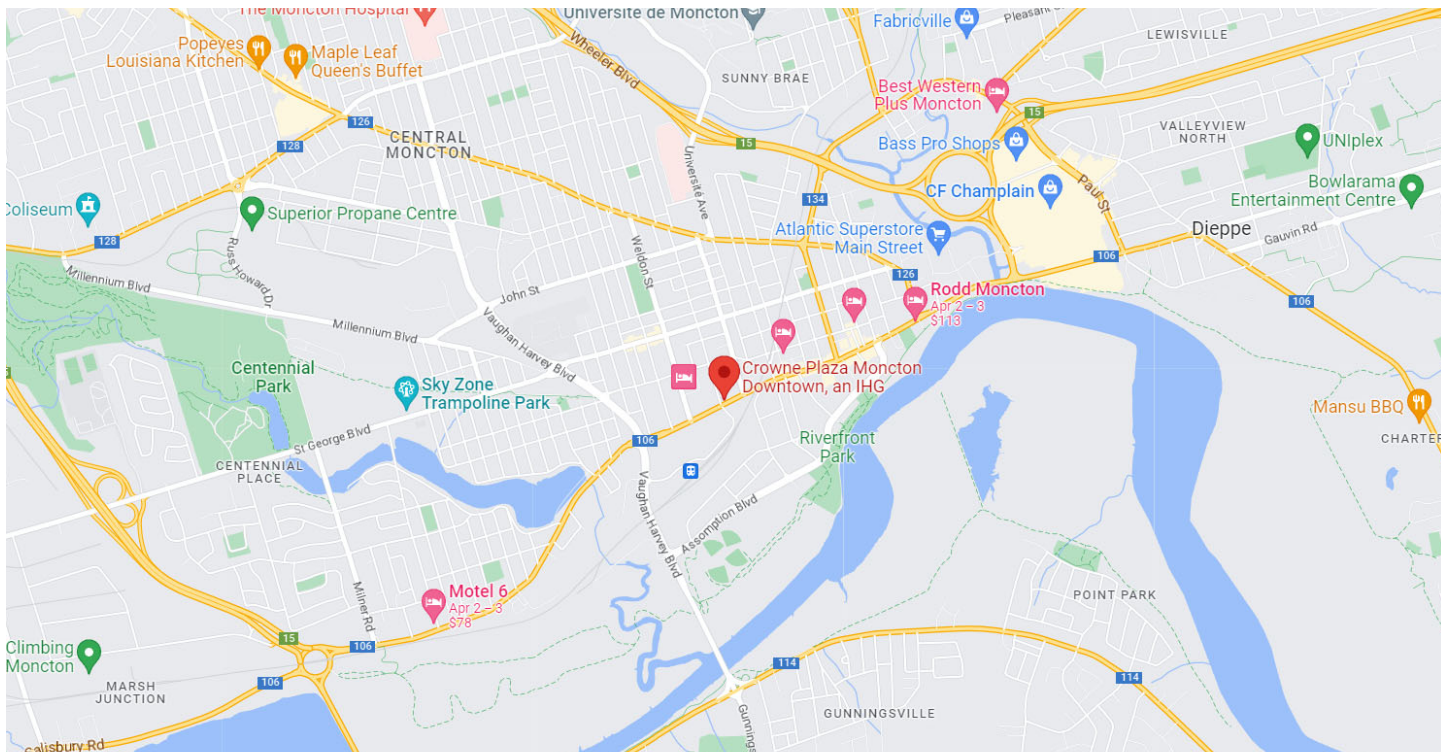 The Moncton Hospital
Université de Moncton
Fabricville
Pleasant
LEWISVILLE
Popeyes
Louisiana Kitchen
Maple Leaf
Queen's Buffet
Wheeler Blvd
SUNNY BRAE
Best Western
Plus Moncton
15
126
128
CENTRAL
MONCTON
15
Bass Pro Shops
VALLEYVIEW
NORTH
UNIplex
Université Ave
CF Champlain
Paul St
Bowlarama
Entertainment Centre
134
Coliseum
Superior Propane Centre
Atlantic Superstore
Main Street
Dieppe
Gauvin Rd
128
Russ Howard Dr
Weldon St
106
126
Millennium Blvd
John St
Rodd Moncton
Apr 2 – 3
$113
106
Millennium Blvd
Vaughan Harvey Blvd
Centennial
Park
Crowne Plaza Moncton
Downtown, an IHG
Sky Zone
Trampoline Park
Mansu BBQ
St George Blvd
106
Riverfront
Park
CHARTER
CENTENNIAL
PLACE
Vaughan Harvey Blvd
Assomption Blvd
Motel 6
Apr 2 – 3
$78
POINT PARK
Milner Rd
15
106
Climbing
Moncton
114
114
106
MARSH
JUNCTION
GUNNINGSVILLE
Gunnings
alisbury Rd